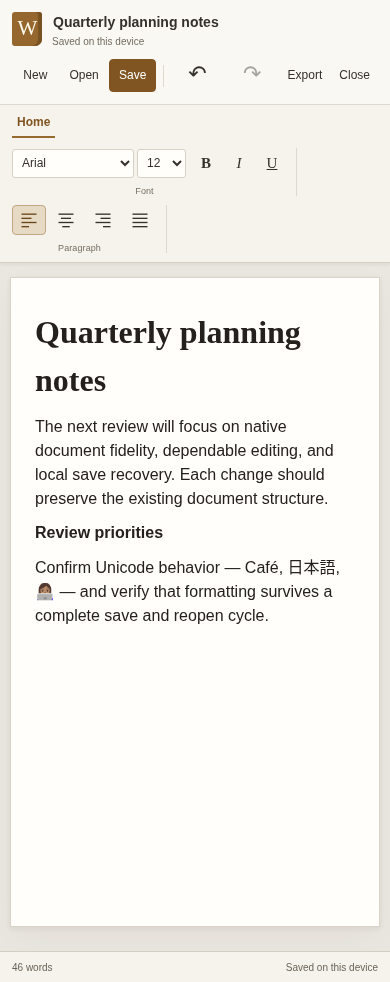 W Quarterly planning notes
Saved on this device
New Open Save ↶ ↷ Export Close
Home
Arial 12 B I U
Font
Paragraph
Quarterly planning
notes
The next review will focus on native
document fidelity, dependable editing, and
local save recovery. Each change should
preserve the existing document structure.
Review priorities
Confirm Unicode behavior — Café, 日本語,
👩🏽‍💻 — and verify that formatting survives a
complete save and reopen cycle.
46 words Saved on this device